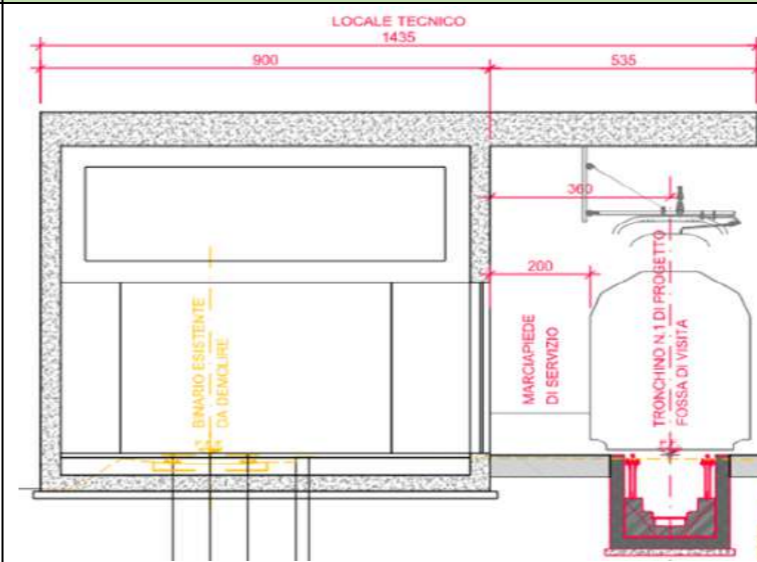 LOCALE TECNICO
1435
900
535
360
200
BINARIO ESISTENTE
DA DEMOLIRE
MARCIAPIEDE
DI SERVIZIO
TRONCHINO N.1 DI PROGETTO
FOSSA DI VISITA